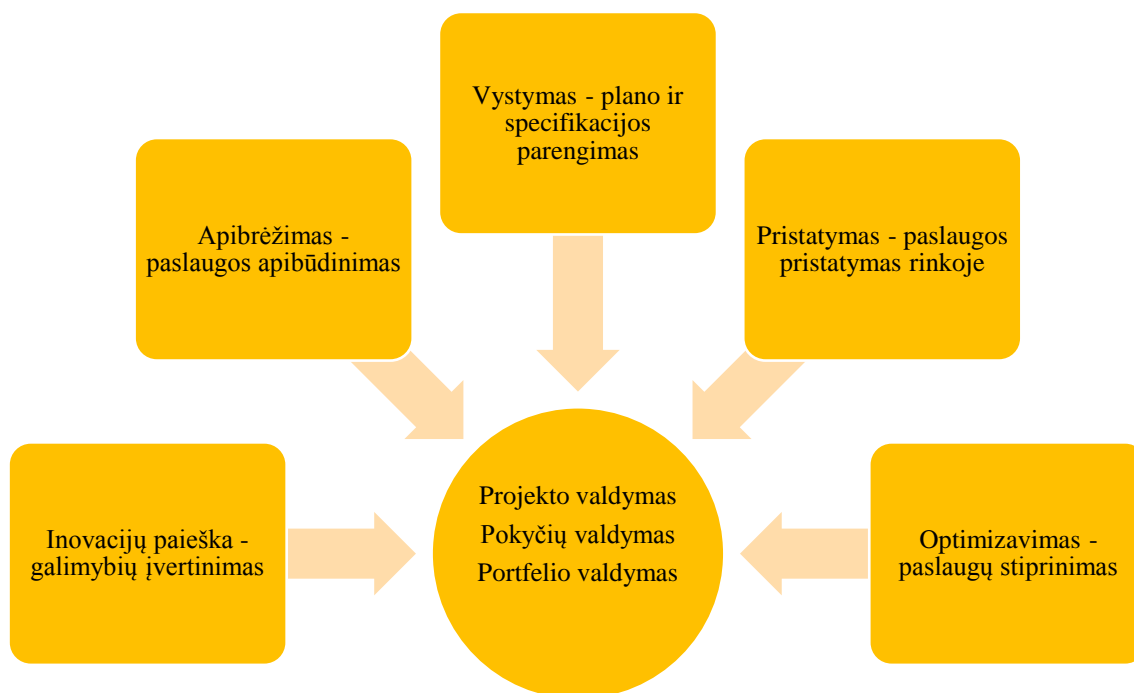 Vystymas - plano ir
specifikacijos
parengimas
Apibrėžimas -
paslaugos apibūdinimas
Pristatymas - paslaugos
pristatymas rinkoje
Inovacijų paieška -
galimybių įvertinimas
Projekto valdymas
Pokyčių valdymas
Portfelio valdymas
Optimizavimas -
paslaugų stiprinimas